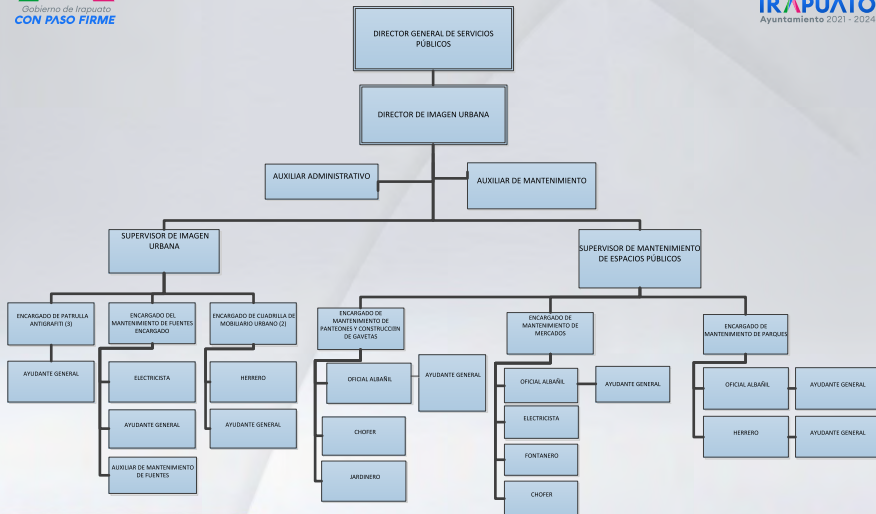 Gobierno de Irapuato
CON PASO FIRME
IRAPUATO
Ayuntamiento 2021 - 2024
DIRECTOR GENERAL DE SERVICIOS
PÚBLICOS
DIRECTOR DE IMAGEN URBANA
AUXILIAR ADMINISTRATIVO
AUXILIAR DE MANTENIMIENTO
SUPERVISOR DE IMAGEN
URBANA
SUPERVISOR DE MANTENIMIENTO
DE ESPACIOS PÚBLICOS
ENCARGADO DE PATRULLA
ANTIGRAFITI (3)
AYUDANTE GENERAL
ENCARGADO DEL
MANTENIMIENTO DE FUENTES
ENCARGADO
ELECTRICISTA
AYUDANTE GENERAL
AUXILIAR DE MANTENIMIENTO
DE FUENTES
ENCARGADO DE CUADRILLA DE
MOBILIARIO URBANO (2)
HERRERO
AYUDANTE GENERAL
ENCARGADO DE
MANTENIMIENTO DE
PANTEONES Y CONSTRUCCIION
DE GAVETAS
OFICIAL ALBAÑIL
AYUDANTE GENERAL
CHOFER
JARDINERO
ENCARGADO DE
MANTENIMIENTO DE
MERCADOS
OFICIAL ALBAÑIL
AYUDANTE GENERAL
ELECTRICISTA
FONTANERO
CHOFER
ENCARGADO DE
MANTENIMIENTO DE PARQUES
OFICIAL ALBAÑIL
AYUDANTE GENERAL
HERRERO
AYUDANTE GENERAL